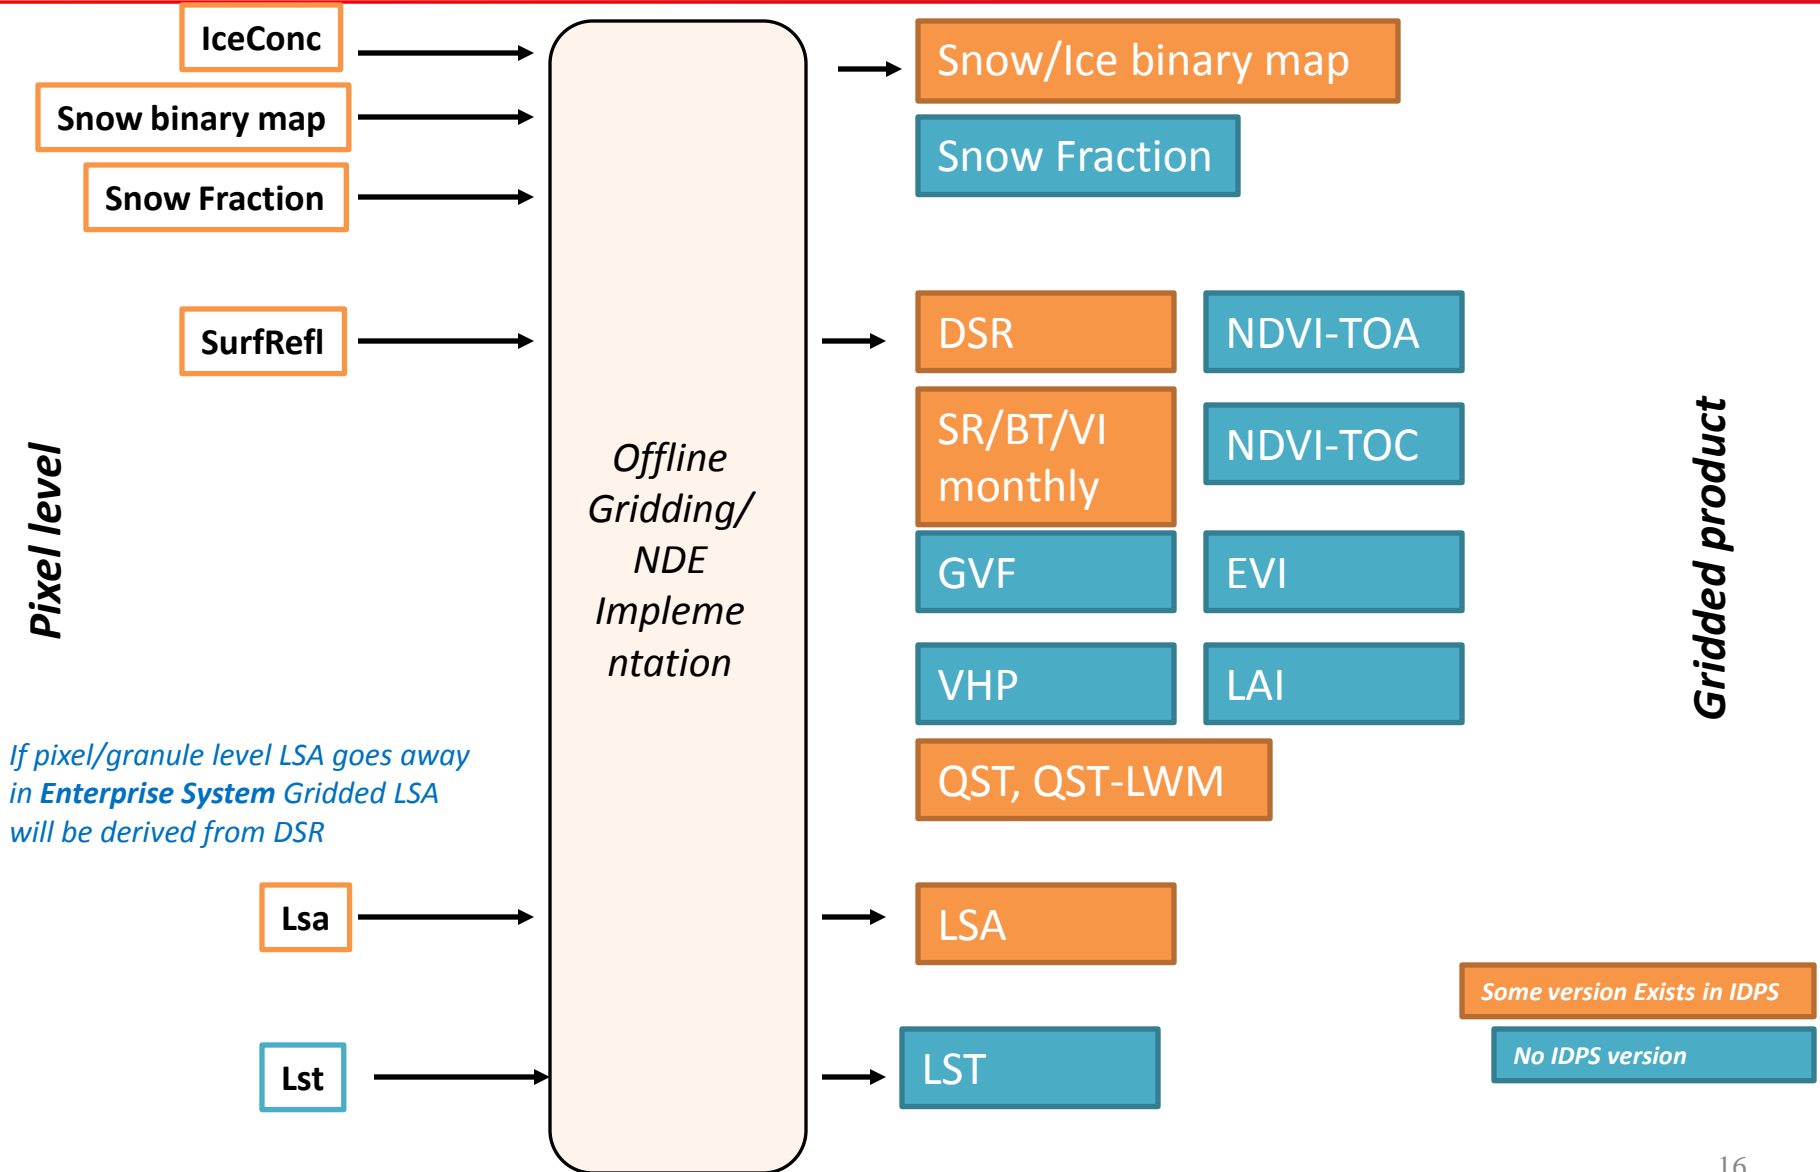 IceConc
Snow binary map
Snow Fraction
SurfRefl
Pixel level
If pixel/granule level LSA goes away
in Enterprise System Gridded LSA
will be derived from DSR
Lsa
Lst
Offline
Gridding/
NDE
Impleme
ntation
Snow/Ice binary map
Snow Fraction
DSR
NDVI-TOA
SR/BT/VI
monthly
NDVI-TOC
GVF
EVI
VHP
LAI
QST, QST-LWM
LSA
LST
Gridded product
Some version Exists in IDPS
No IDPS version
16